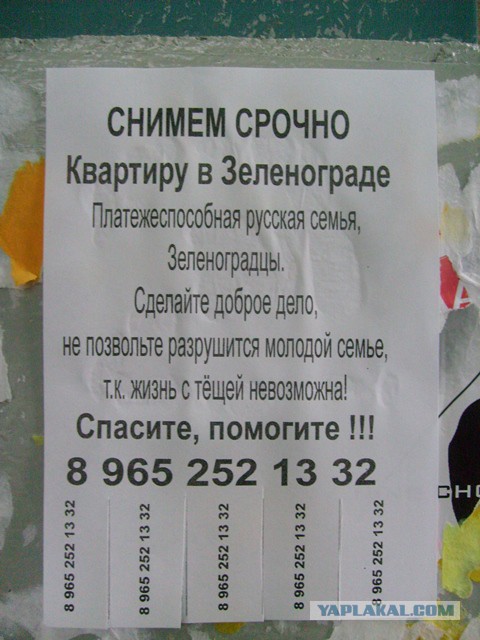 СНИМЕМ СРОЧНО
Квартиру в Зеленограде
Платежеспособная русская семья,
Зеленоградцы.
Сделайте доброе дело,
не позвольте разрушится молодой семье,
т.к. жизнь с тёщей невозможна!
Спасите, помогите !!!
8 965 252 13 32
8 965 252 13 32
8 965 252 13 32
8 965 252 13 32
8 965 252 13 32
8 965 252 13 32
YAPLAKAL.COM